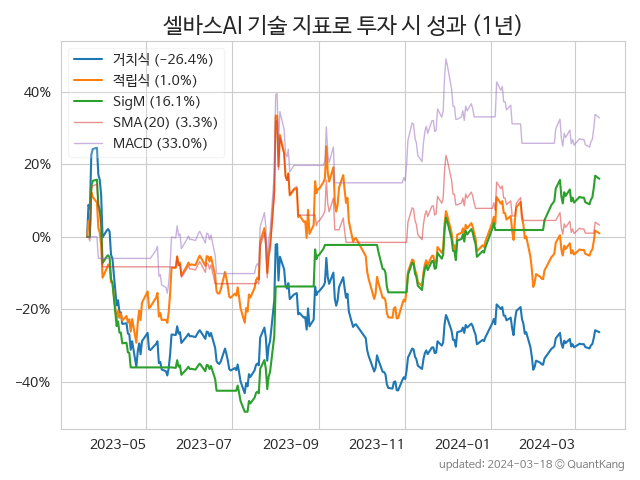 셀바스AI 기술 지표로 투자 시 성과 (1년)
거치식 (−26.4%)
적립식 (1.0%)
SigM (16.1%)
SMA(20) (3.3%)
MACD (33.0%)
40%
20%
0%
−20%
−40%
2023-05 2023-07 2023-09 2023-11 2024-01 2024-03
updated: 2024-03-18 © QuantKang